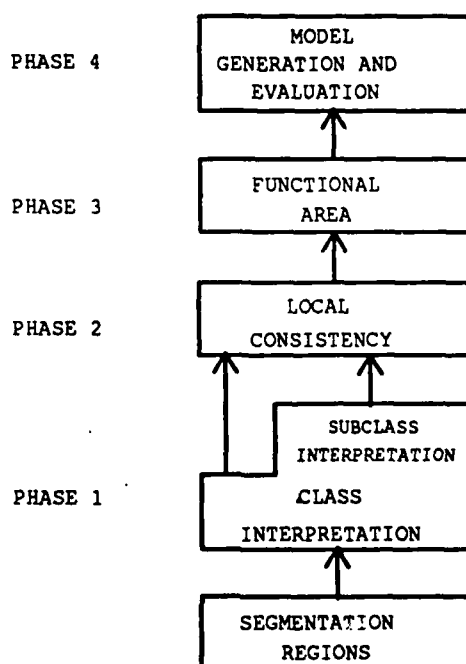 PHASE 4
MODEL
GENERATION AND
EVALUATION
PHASE 3
FUNCTIONAL
AREA
PHASE 2
LOCAL
CONSISTENCY
SUBCLASS
INTERPRETATION
PHASE 1
CLASS
INTERPRETATION
SEGMENTATION
REGIONS